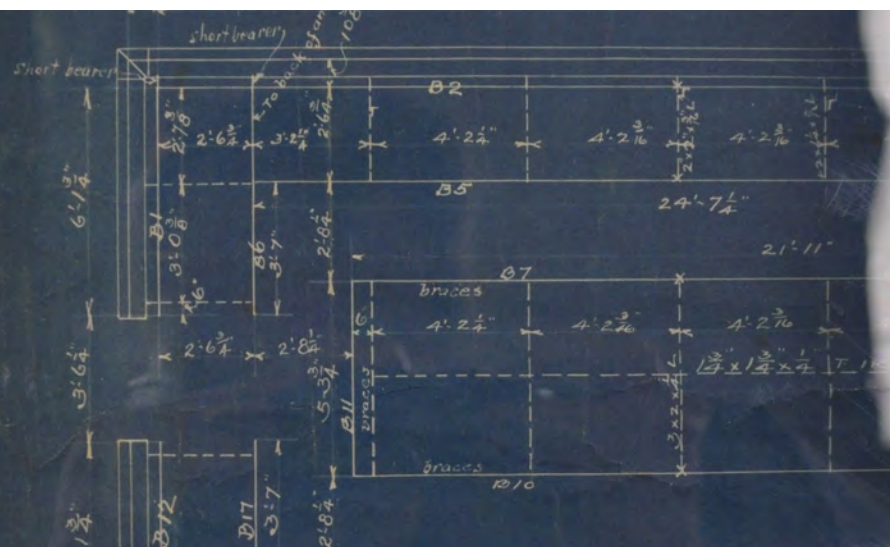 short bearer
short bearer
To back of an
108
B2
2'-7 3/8"
2'-6 3/4"
3'-2 1/4"
4'-2 1/4"
4'-2 3/16"
4'-2 3/16"
6'-1 3/4"
B5
24'-7 1/4"
B1
3'-0 3/8"
B6
3'-7"
2'-8 1/4"
21'-11"
6"
B7
braces
6"
4'-2 1/4"
4'-2 3/16"
4'-2 3/16"
3'-6 1/4"
2'-6 3/4"
2'-8 1/4"
5'-3 3/4"
B11
braces
3 x 2 x 1/4 L
1 3/4" x 1 3/4" x 1/4 T
braces
B10
1 3/4"
B12
B17
3'-7"
2'-8 1/4"